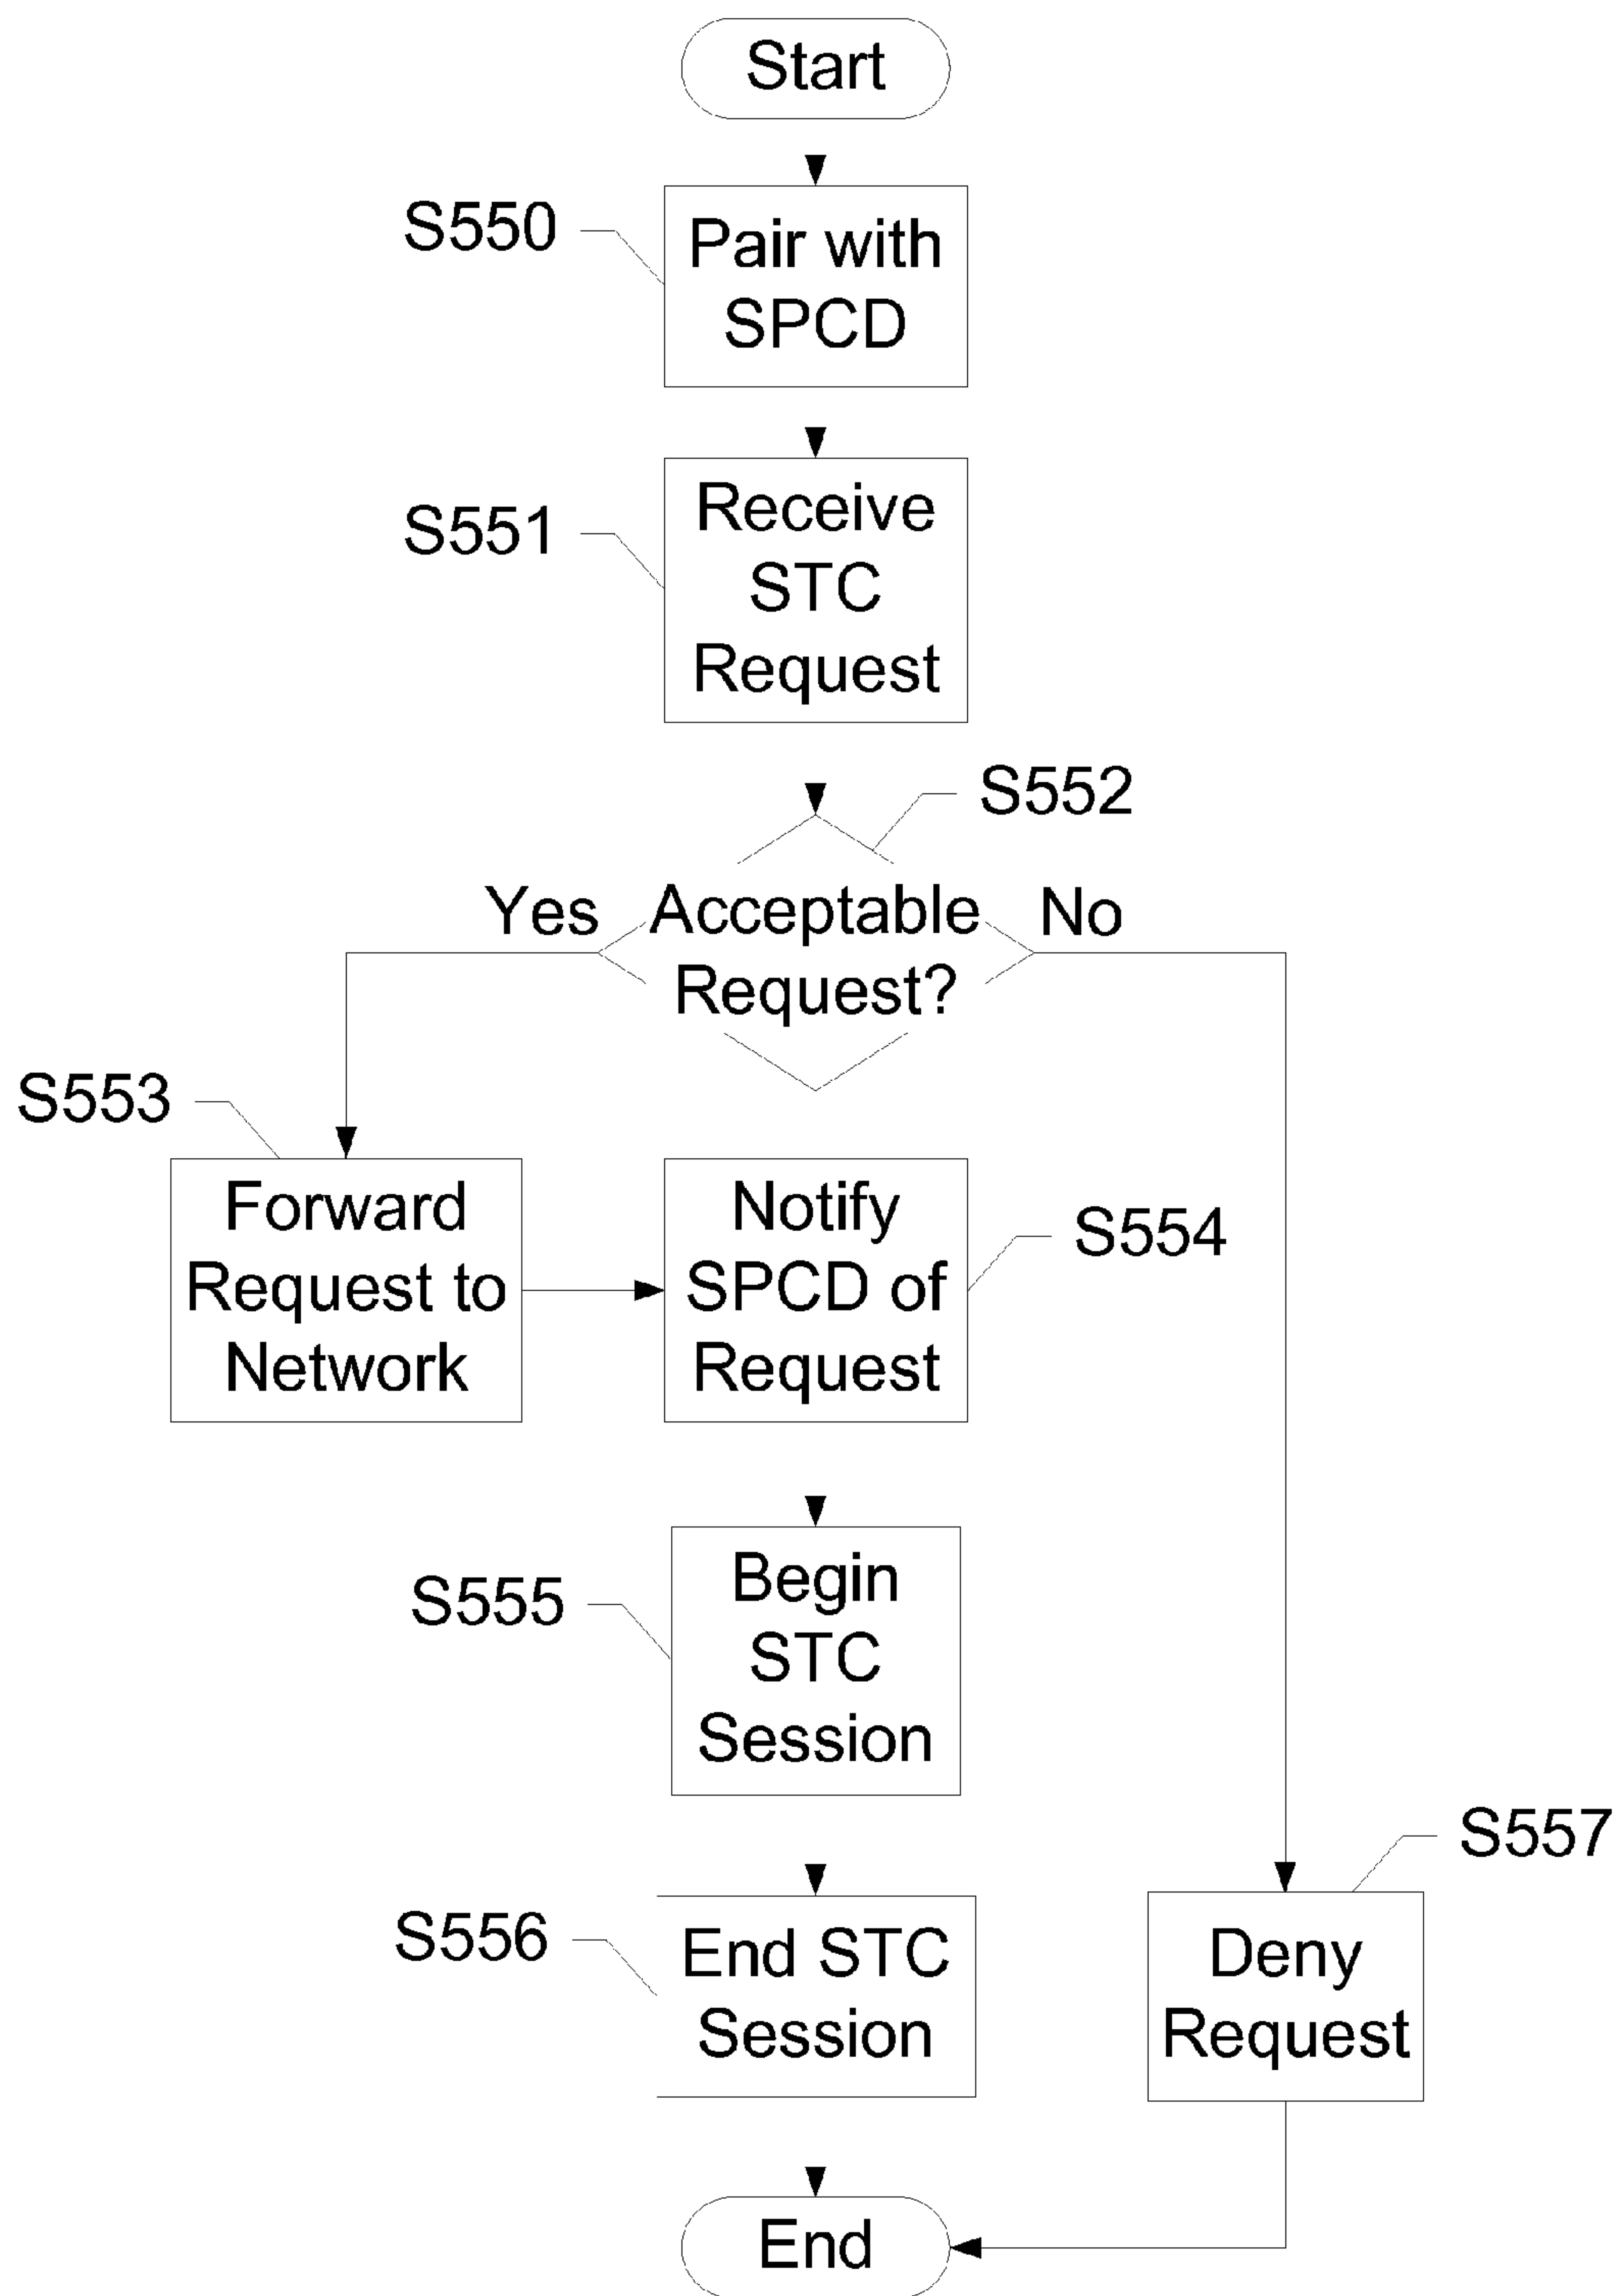 Start
S550
Pair with
SPCD
S551
Receive
STC
Request
S552
Yes
Acceptable
Request?
No
S553
Forward
Request to
Network
Notify
SPCD of
Request
S554
S555
Begin
STC
Session
S556
End STC
Session
S557
Deny
Request
End